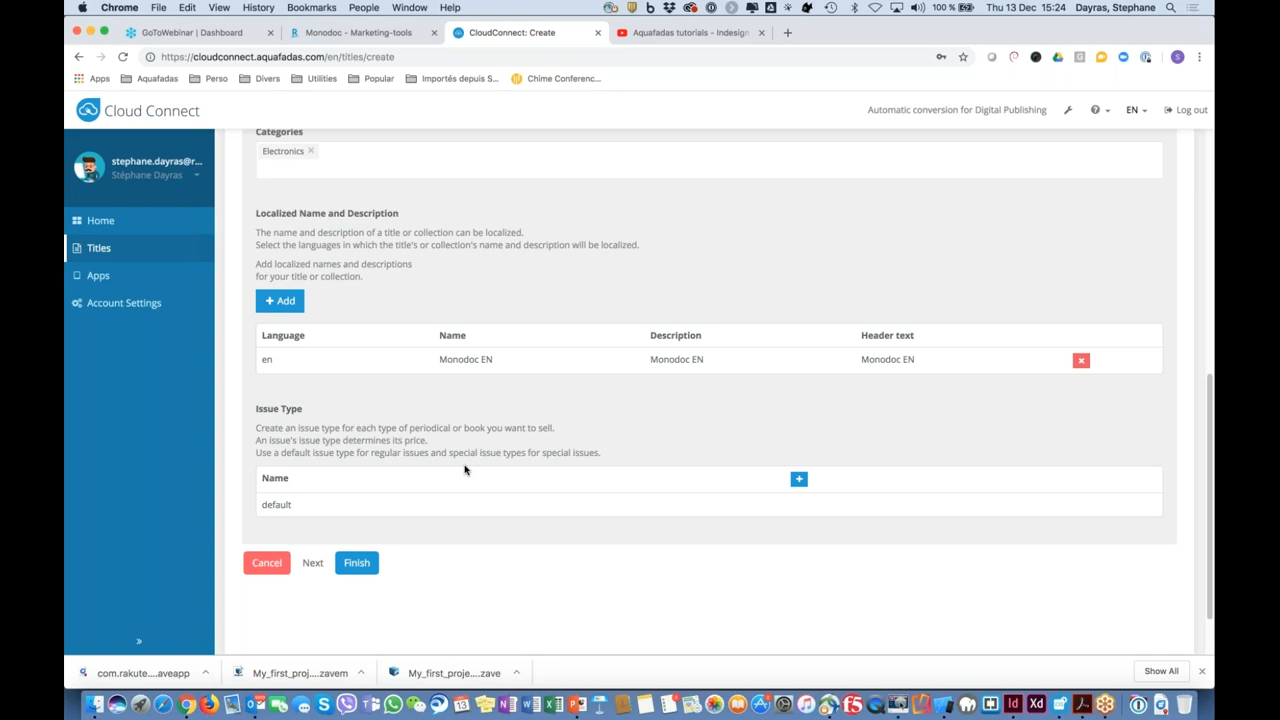 Chrome File Edit View History Bookmarks People Window Help 100 % Thu 13 Dec 15:24 Dayras, Stephane
GoToWebinar | Dashboard
Monodoc - Marketing-tools
CloudConnect: Create
Aquafadas tutorials - Indesign
https://cloudconnect.aquafadas.com/en/titles/create
Apps Aquafadas Perso Divers Utilities Popular Importés depuis S... Chime Conferenc...
Cloud Connect
Automatic conversion for Digital Publishing EN Log out
stephane.dayras@r...
Stéphane Dayras
Home
Titles
Apps
Account Settings
»
Categories
Electronics ×
Localized Name and Description
The name and description of a title or collection can be localized.
Select the languages in which the title's or collection's name and description will be localized.
Add localized names and descriptions
for your title or collection.
+ Add
Language Name Description Header text
en Monodoc EN Monodoc EN Monodoc EN
Issue Type
Create an issue type for each type of periodical or book you want to sell.
An issue's issue type determines its price.
Use a default issue type for regular issues and special issue types for special issues.
Name +
default
Cancel Next Finish
com.rakute....aveapp
My_first_proj....zavem
My_first_proje....zave
Show All